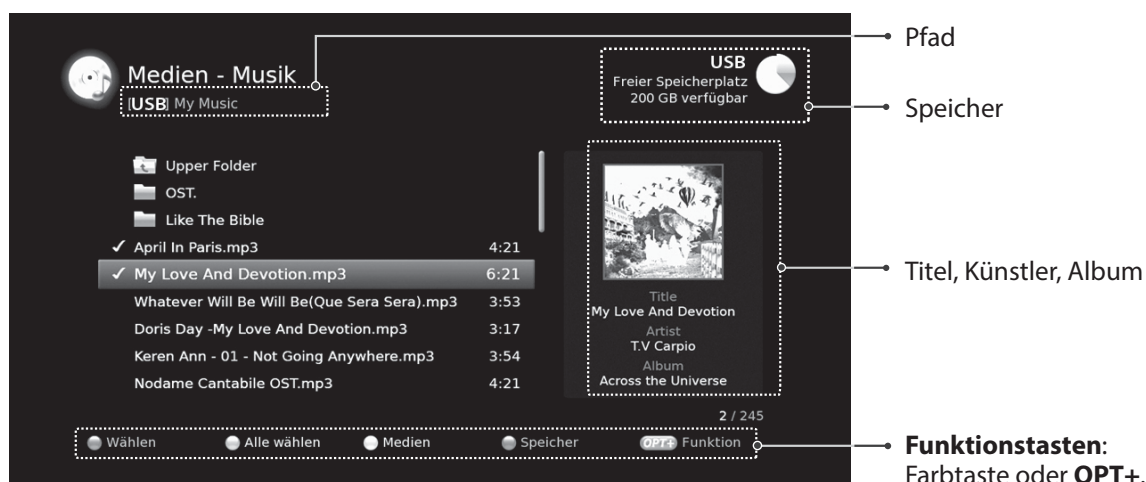 Pfad
Medien - Musik
[USB] My Music
USB
Freier Speicherplatz
200 GB verfügbar
Speicher
Upper Folder
OST.
Like The Bible
April In Paris.mp3 4:21
My Love And Devotion.mp3 6:21
Whatever Will Be Will Be(Que Sera Sera).mp3 3:53
Doris Day -My Love And Devotion.mp3 3:17
Keren Ann - 01 - Not Going Anywhere.mp3 3:54
Nodame Cantabile OST.mp3 4:21
Title
My Love And Devotion
Artist
T.V Carpio
Album
Across the Universe
Titel, Künstler, Album
2 / 245
Wählen Alle wählen Medien Speicher OPT+ Funktion
Funktionstasten:
Farbtaste oder OPT+.